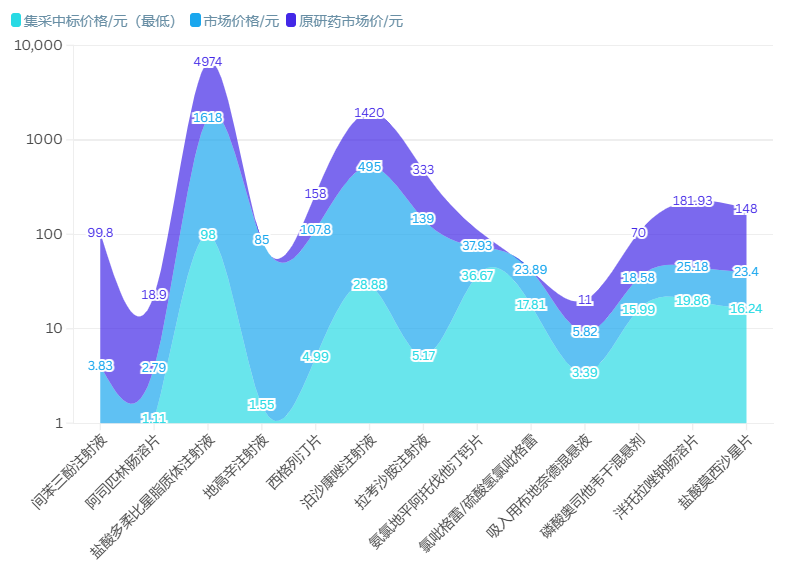 集采中标价格/元（最低） 市场价格/元 原研药市场价/元
10,000
1000
100
10
1
99.8 18.9 4974 158 1420 333 11 70 181.93 148
3.83 2.79 1618 85 107.8 495 139 37.93 23.89 5.82 18.58 25.18 23.4
1.11 98 1.55 4.99 28.88 5.17 36.67 17.81 3.39 15.99 19.86 16.24
间苯三酚注射液
阿司匹林肠溶片
盐酸多柔比星脂质体注射液
地高辛注射液
西格列汀片
泊沙康唑注射液
拉考沙胺注射液
氨氯地平阿托伐他汀钙片
氯吡格雷/硫酸氢氯吡格雷
吸入用布地奈德混悬液
磷酸奥司他韦干混悬剂
泮托拉唑钠肠溶片
盐酸莫西沙星片